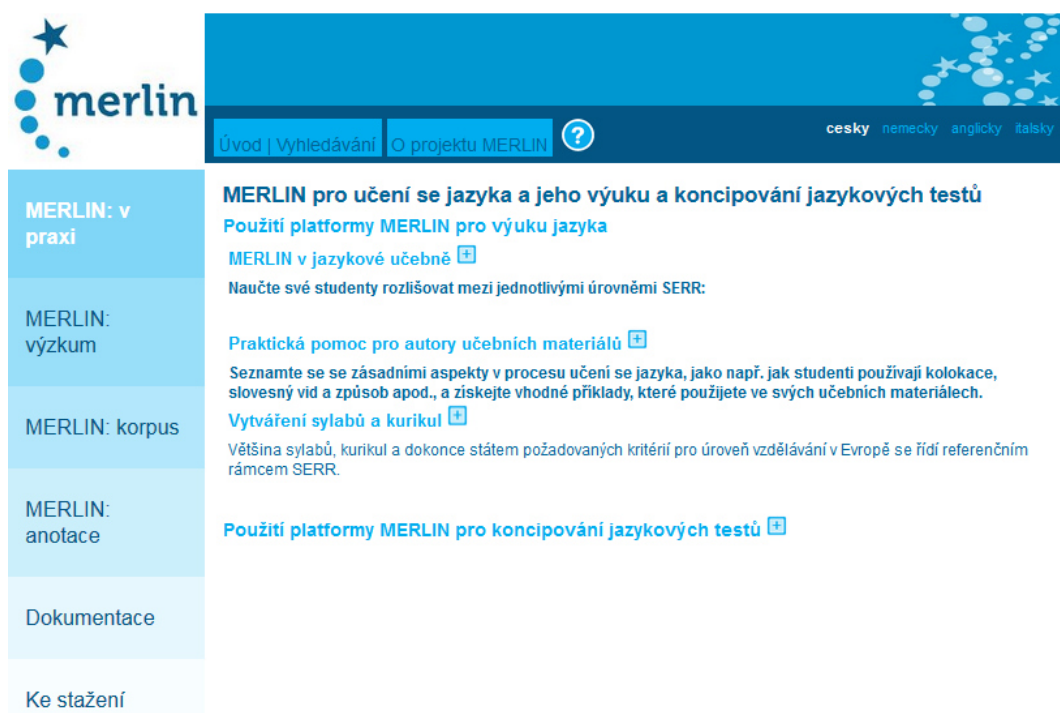 merlin
Úvod | Vyhledávání
O projektu MERLIN
?
cesky nemecky anglicky italsky
MERLIN: v
praxi
MERLIN:
výzkum
MERLIN: korpus
MERLIN:
anotace
Dokumentace
Ke stažení
MERLIN pro učení se jazyka a jeho výuku a koncipování jazykových testů
Použití platformy MERLIN pro výuku jazyka
MERLIN v jazykové učebně
Naučte své studenty rozlišovat mezi jednotlivými úrovněmi SERR:
Praktická pomoc pro autory učebních materiálů
Seznamte se se zásadními aspekty v procesu učení se jazyka, jako např. jak studenti používají kolokace,
slovesný vid a způsob apod., a získejte vhodné příklady, které použijete ve svých učebních materiálech.
Vytváření sylabů a kurikul
Většina sylabů, kurikul a dokonce státem požadovaných kritérií pro úroveň vzdělávání v Evropě se řídí referenčním
rámcem SERR.
Použití platformy MERLIN pro koncipování jazykových testů